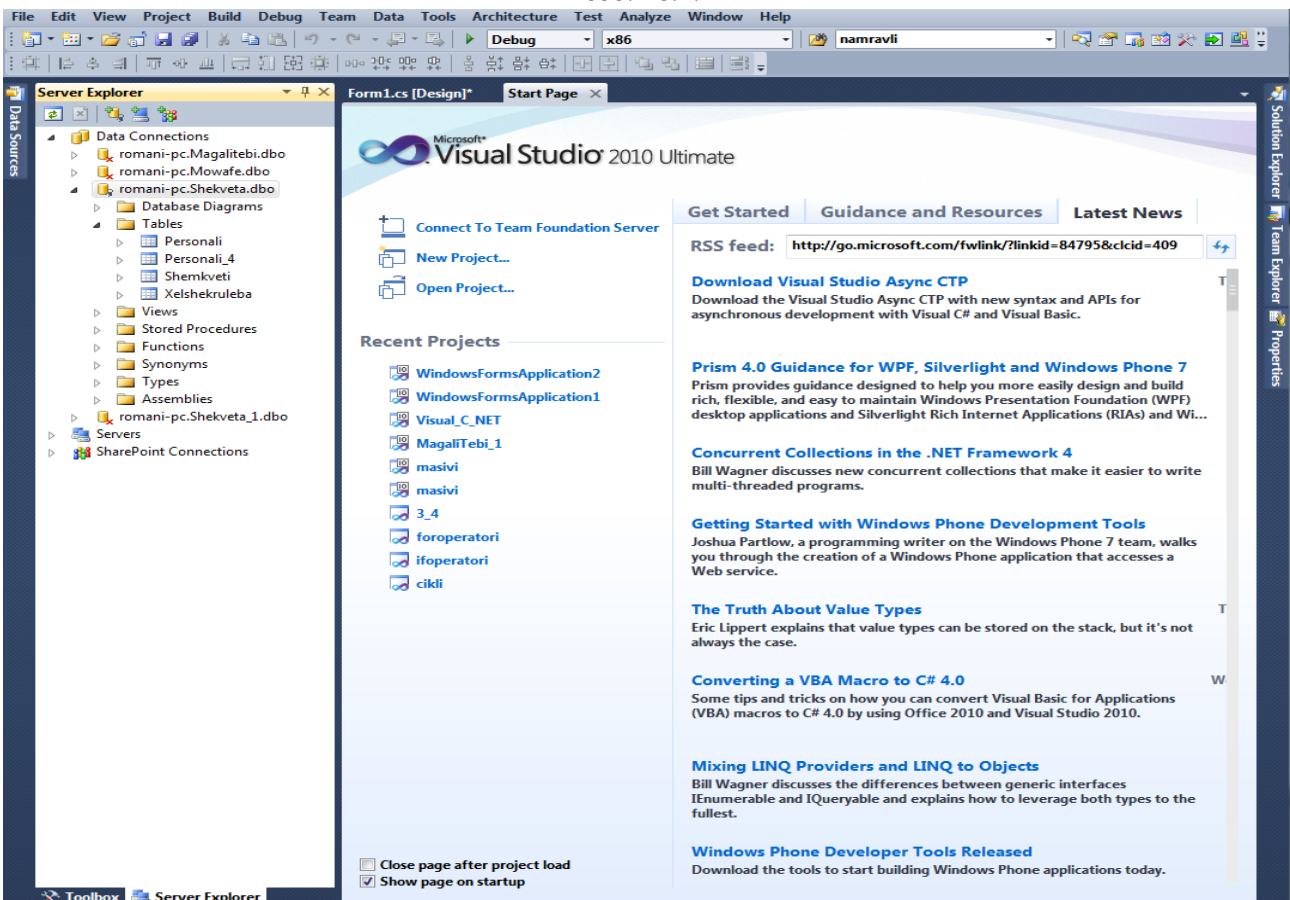 File Edit View Project Build Debug Team Data Tools Architecture Test Analyze Window Help
Debug x86 namravli
Data Sources
Server Explorer
Data Connections
romani-pc.Magalitebi.dbo
romani-pc.Mowafe.dbo
romani-pc.Shekveta.dbo
Database Diagrams
Tables
Personali
Personali_4
Shemkveti
Xelshekruleba
Views
Stored Procedures
Functions
Synonyms
Types
Assemblies
romani-pc.Shekveta_1.dbo
Servers
SharePoint Connections
Toolbox Server Explorer
Form1.cs [Design]* Start Page
Microsoft
Visual Studio 2010 Ultimate
Connect To Team Foundation Server
New Project...
Open Project...
Recent Projects
WindowsFormsApplication2
WindowsFormsApplication1
Visual_C_NET
MagaliTebi_1
masivi
masivi
3_4
foroperatori
ifoperatori
cikli
Close page after project load
Show page on startup
Get Started Guidance and Resources Latest News
RSS feed: http://go.microsoft.com/fwlink/?linkid=84795&clcid=409
Download Visual Studio Async CTP T
Download the Visual Studio Async CTP with new syntax and APIs for
asynchronous development with Visual C# and Visual Basic.
Prism 4.0 Guidance for WPF, Silverlight and Windows Phone 7
Prism provides guidance designed to help you more easily design and build
rich, flexible, and easy to maintain Windows Presentation Foundation (WPF)
desktop applications and Silverlight Rich Internet Applications (RIAs) and Wi...
Concurrent Collections in the .NET Framework 4
Bill Wagner discusses new concurrent collections that make it easier to write
multi-threaded programs.
Getting Started with Windows Phone Development Tools
Joshua Partlow, a programming writer on the Windows Phone 7 team, walks
you through the creation of a Windows Phone application that accesses a
Web service.
The Truth About Value Types T
Eric Lippert explains that value types can be stored on the stack, but it's not
always the case.
Converting a VBA Macro to C# 4.0 W
Some tips and tricks on how you can convert Visual Basic for Applications
(VBA) macros to C# 4.0 by using Office 2010 and Visual Studio 2010.
Mixing LINQ Providers and LINQ to Objects
Bill Wagner discusses the differences between generic interfaces
IEnumerable and IQueryable and explains how to leverage both types to the
fullest.
Windows Phone Developer Tools Released
Download the tools to start building Windows Phone applications today.
Solution Explorer
Team Explorer
Properties